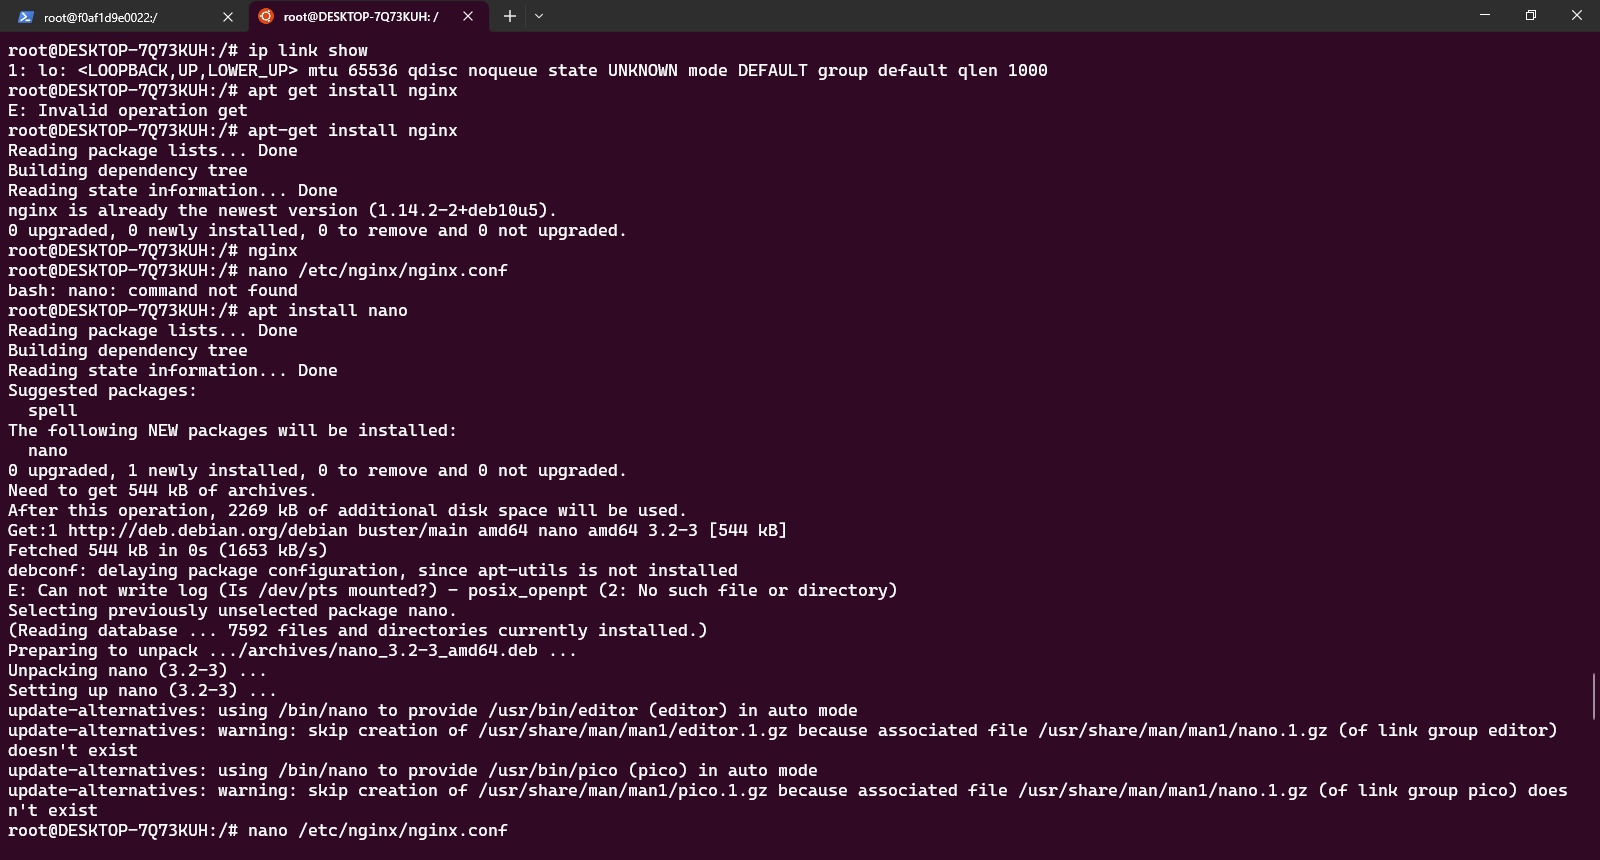 root@f0af1d9e0022:/
root@DESKTOP-7Q73KUH: /
root@DESKTOP-7Q73KUH:/# ip link show
1: lo: <LOOPBACK,UP,LOWER_UP> mtu 65536 qdisc noqueue state UNKNOWN mode DEFAULT group default qlen 1000
root@DESKTOP-7Q73KUH:/# apt get install nginx
E: Invalid operation get
root@DESKTOP-7Q73KUH:/# apt-get install nginx
Reading package lists... Done
Building dependency tree
Reading state information... Done
nginx is already the newest version (1.14.2-2+deb10u5).
0 upgraded, 0 newly installed, 0 to remove and 0 not upgraded.
root@DESKTOP-7Q73KUH:/# nginx
root@DESKTOP-7Q73KUH:/# nano /etc/nginx/nginx.conf
bash: nano: command not found
root@DESKTOP-7Q73KUH:/# apt install nano
Reading package lists... Done
Building dependency tree
Reading state information... Done
Suggested packages:
  spell
The following NEW packages will be installed:
  nano
0 upgraded, 1 newly installed, 0 to remove and 0 not upgraded.
Need to get 544 kB of archives.
After this operation, 2269 kB of additional disk space will be used.
Get:1 http://deb.debian.org/debian buster/main amd64 nano amd64 3.2-3 [544 kB]
Fetched 544 kB in 0s (1653 kB/s)
debconf: delaying package configuration, since apt-utils is not installed
E: Can not write log (Is /dev/pts mounted?) - posix_openpt (2: No such file or directory)
Selecting previously unselected package nano.
(Reading database ... 7592 files and directories currently installed.)
Preparing to unpack .../archives/nano_3.2-3_amd64.deb ...
Unpacking nano (3.2-3) ...
Setting up nano (3.2-3) ...
update-alternatives: using /bin/nano to provide /usr/bin/editor (editor) in auto mode
update-alternatives: warning: skip creation of /usr/share/man/man1/editor.1.gz because associated file /usr/share/man/man1/nano.1.gz (of link group editor)
doesn't exist
update-alternatives: using /bin/nano to provide /usr/bin/pico (pico) in auto mode
update-alternatives: warning: skip creation of /usr/share/man/man1/pico.1.gz because associated file /usr/share/man/man1/nano.1.gz (of link group pico) does
n't exist
root@DESKTOP-7Q73KUH:/# nano /etc/nginx/nginx.conf